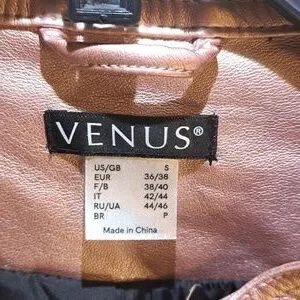 VENUS®
US/GB S
EUR 36/38
F/B 38/40
IT 42/44
RU/UA 44/46
BR P
Made in China